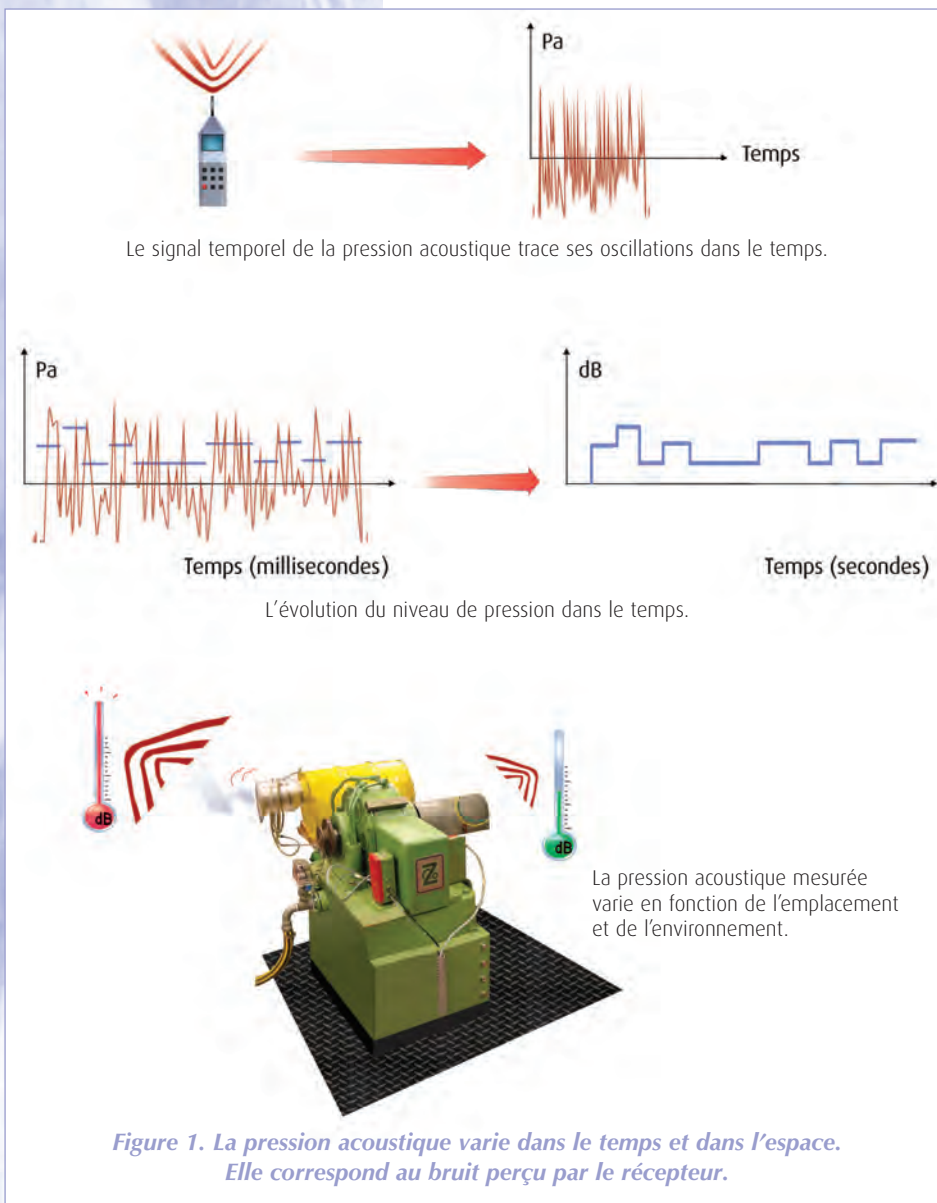 Pa
Temps
Le signal temporel de la pression acoustique trace ses oscillations dans le temps.
Pa
dB
Temps (millisecondes)
Temps (secondes)
L’évolution du niveau de pression dans le temps.
dB
dB
Z
La pression acoustique mesurée
varie en fonction de l’emplacement
et de l’environnement.
Figure 1. La pression acoustique varie dans le temps et dans l’espace.
Elle correspond au bruit perçu par le récepteur.